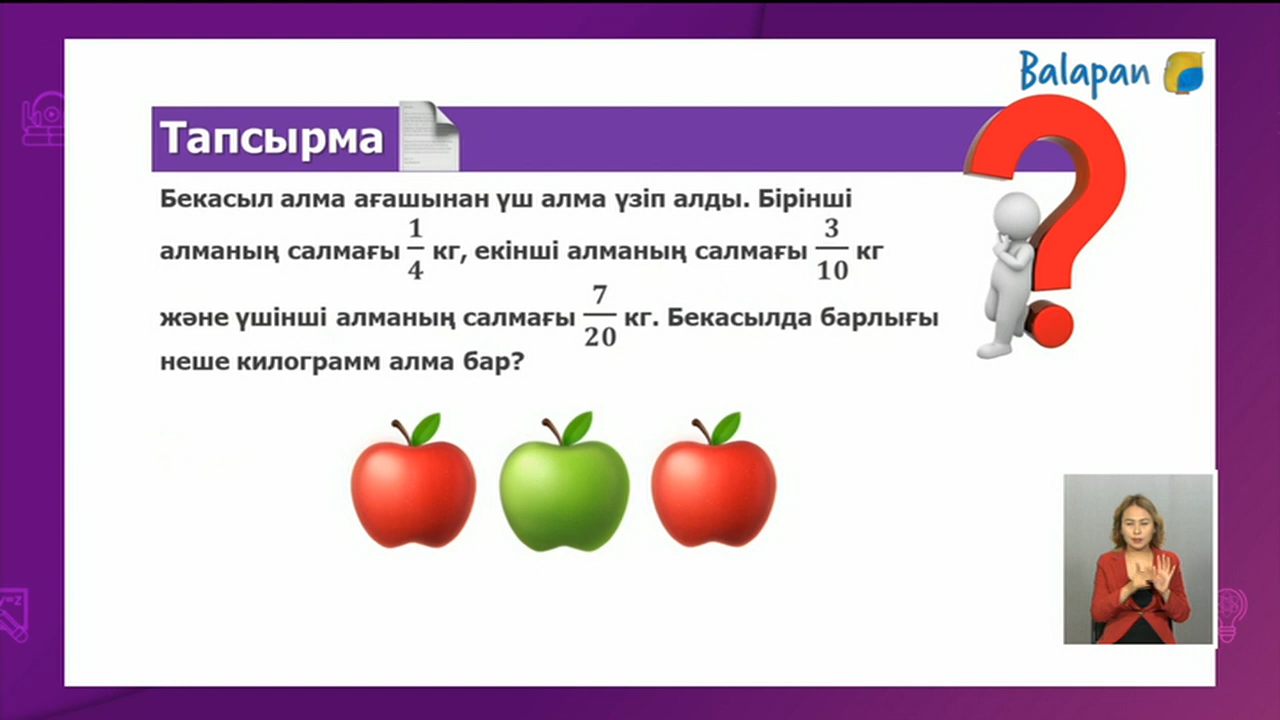 Balapan
Тапсырма
Бекасыл алма ағашынан үш алма үзіп алды. Бірінші
алманың салмағы 1/4 кг, екінші алманың салмағы 3/10 кг
және үшінші алманың салмағы 7/20 кг. Бекасылда барлығы
неше килограмм алма бар?